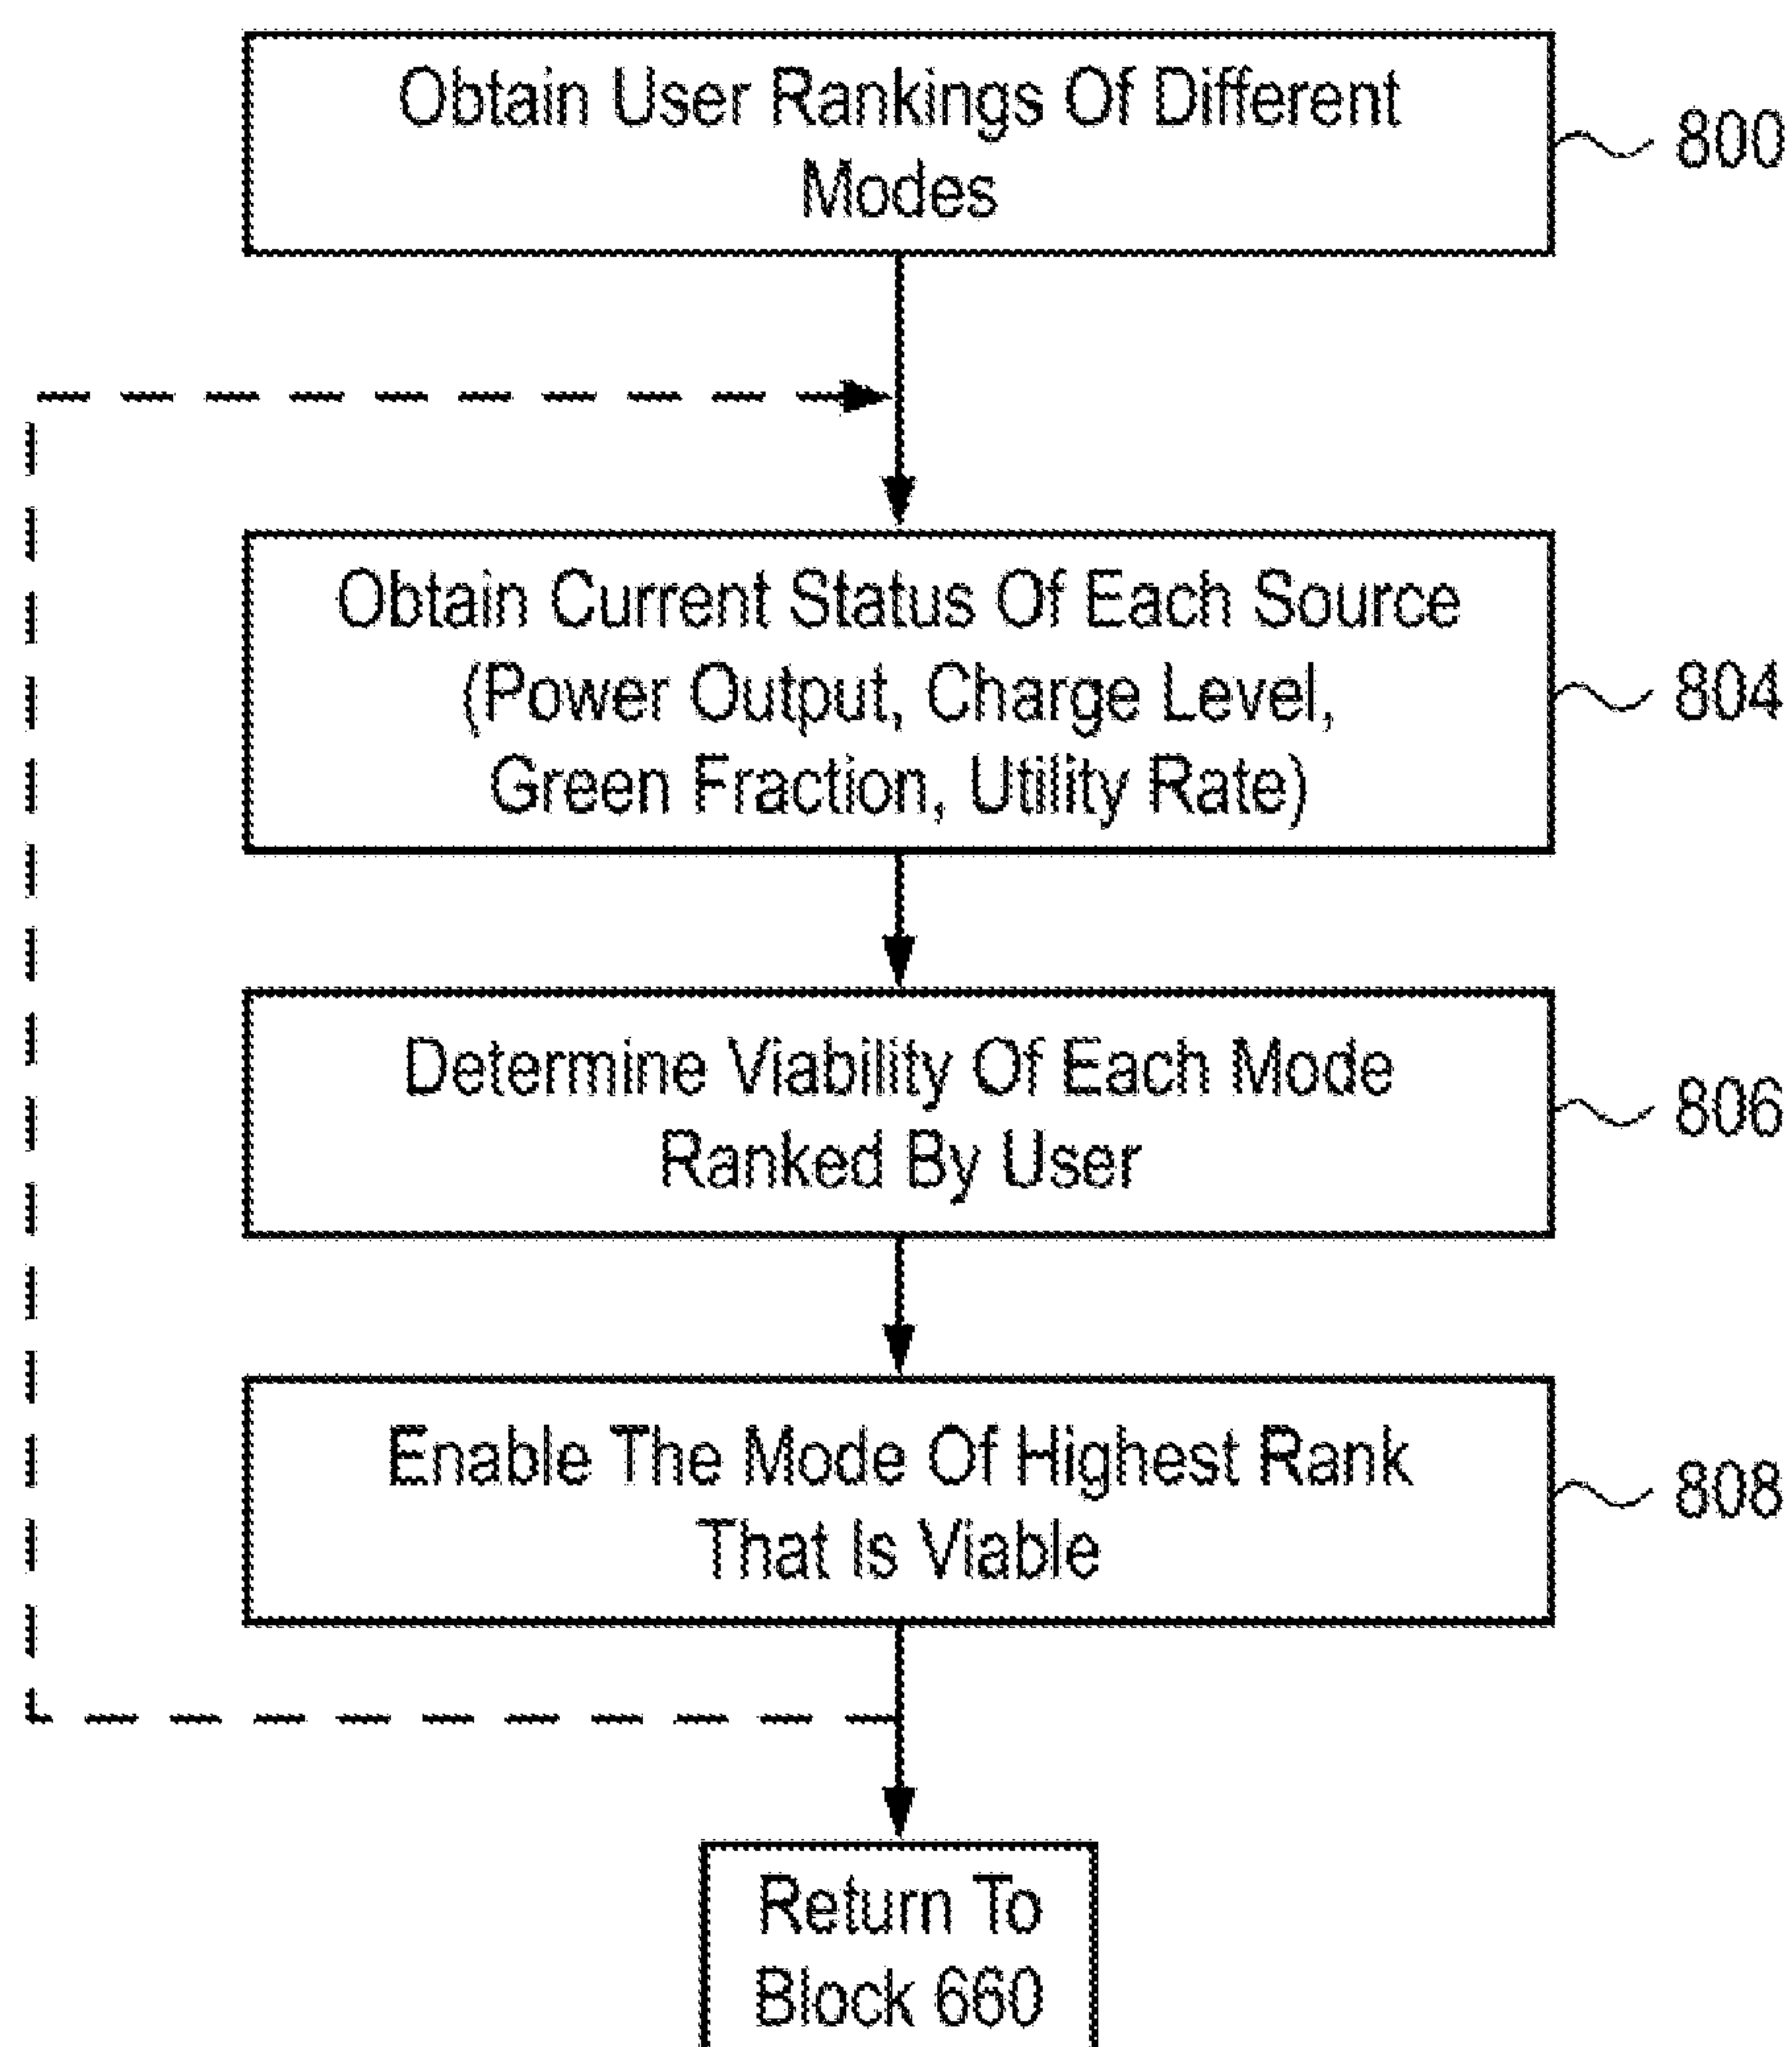 Obtain User Rankings Of Different
Modes
800
Obtain Current Status Of Each Source
(Power Output, Charge Level,
Green Fraction, Utility Rate)
804
Determine Viability Of Each Mode
Ranked By User
806
Enable The Mode Of Highest Rank
That Is Viable
808
Return To
Block 660